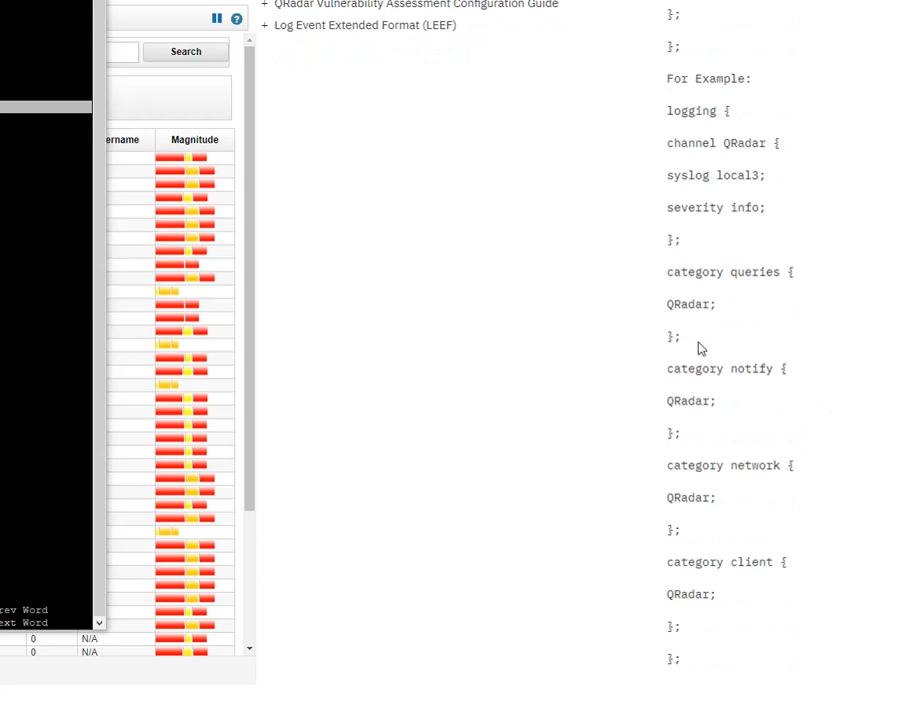 QRadar Vulnerability Assessment Configuration Guide
+ Log Event Extended Format (LEEF)
Search
ername
Magnitude
rev Word
ext Word
0
N/A
0
N/A
};
};
For Example:
logging {
channel QRadar {
syslog local3;
severity info;
};
category queries {
QRadar;
};
category notify {
QRadar;
};
category network {
QRadar;
};
category client {
QRadar;
};
};